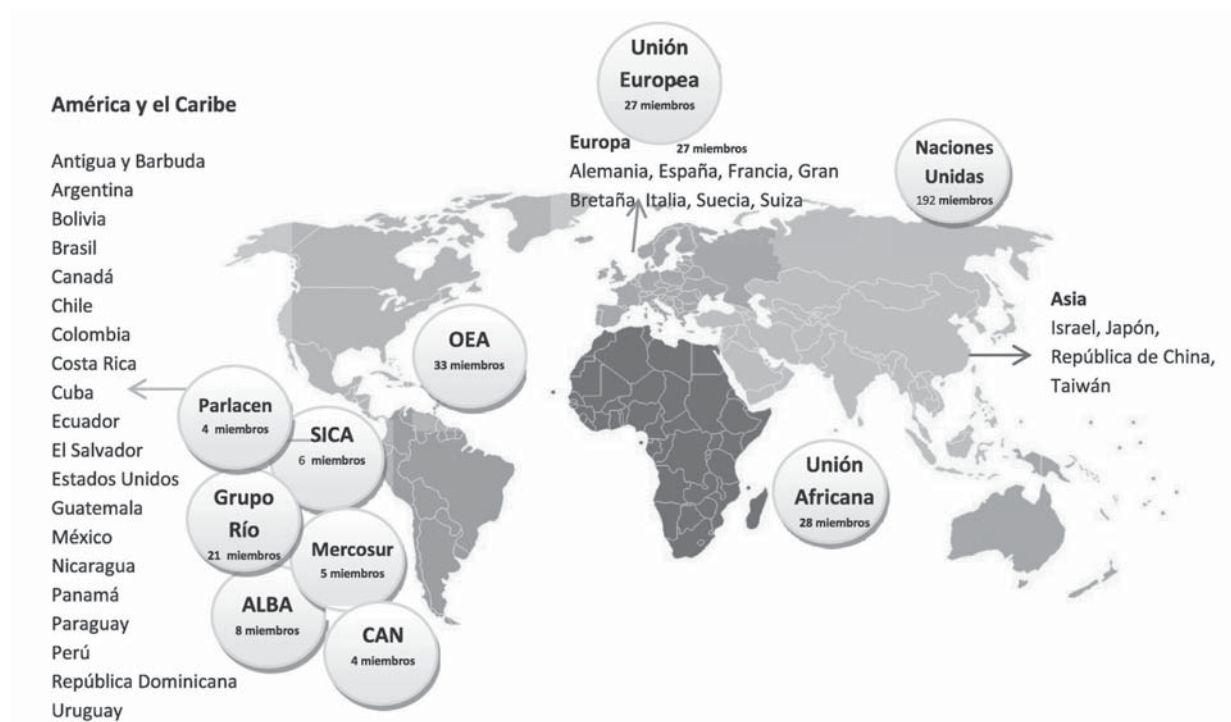 América y el Caribe
Antigua y Barbuda
Argentina
Bolivia
Brasil
Canadá
Chile
Colombia
Costa Rica
Cuba
Ecuador
El Salvador
Estados Unidos
Guatemala
México
Nicaragua
Panamá
Paraguay
Perú
República Dominicana
Uruguay
Unión
Europea
27 miembros
Europa
27 miembros
Alemania, España, Francia, Gran
Bretaña, Italia, Suecia, Suiza
Naciones
Unidas
192 miembros
Asia
Israel, Japón,
República de China,
Taiwán
OEA
33 miembros
Parlacen
4 miembros
SICA
6 miembros
Grupo
Río
21 miembros
Mercosur
5 miembros
ALBA
8 miembros
CAN
4 miembros
Unión
Africana
28 miembros